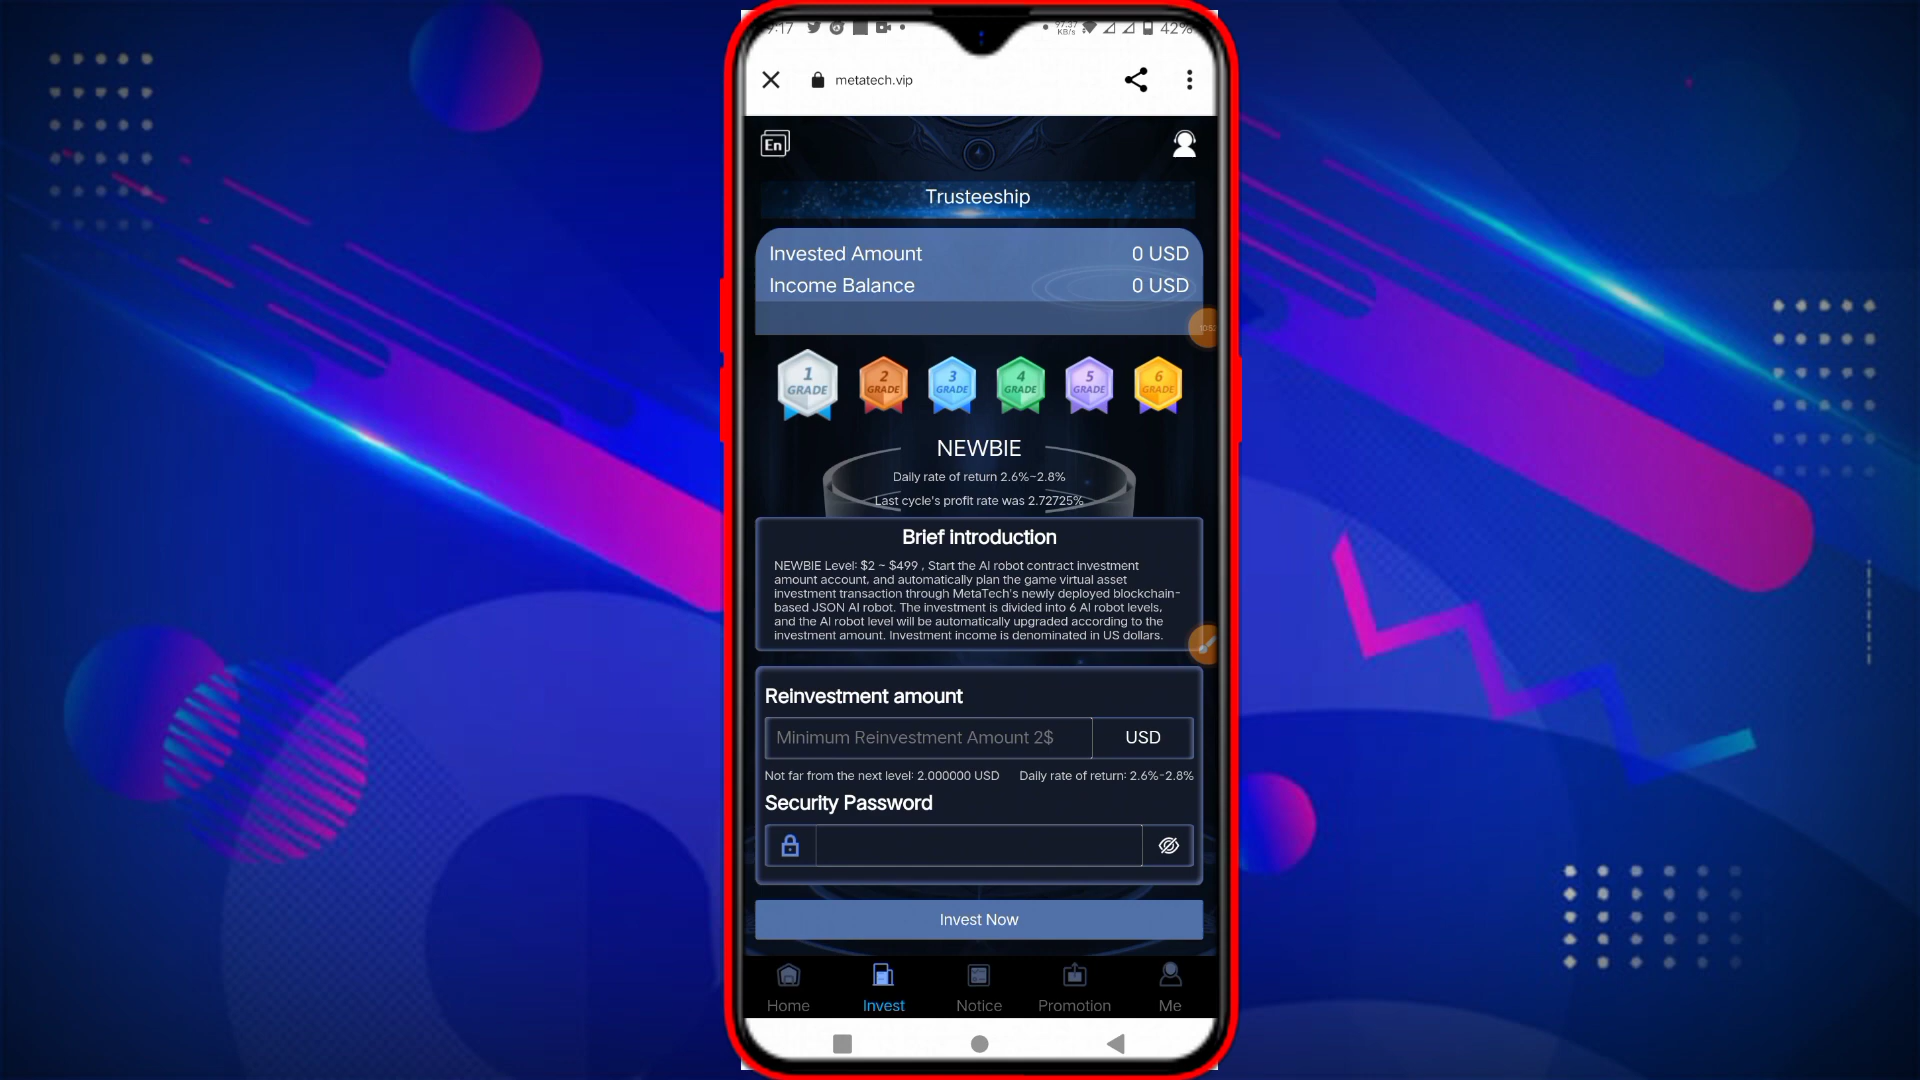 9:17
97.37
KB/s
42%
metatech.vip
En
Trusteeship
Invested Amount 0 USD
Income Balance 0 USD
1 GRADE
2 GRADE
3 GRADE
4 GRADE
5 GRADE
6 GRADE
NEWBIE
Daily rate of return 2.6%~2.8%
Last cycle's profit rate was 2.72725%
Brief introduction
NEWBIE Level: $2 ~ $499 , Start the AI robot contract investment
amount account, and automatically plan the game virtual asset
investment transaction through MetaTech's newly deployed blockchain-
based JSON AI robot. The investment is divided into 6 AI robot levels,
and the AI robot level will be automatically upgraded according to the
investment amount. Investment income is denominated in US dollars.
Reinvestment amount
Minimum Reinvestment Amount 2$ USD
Not far from the next level: 2.000000 USD Daily rate of return: 2.6%-2.8%
Security Password
Invest Now
Home Invest Notice Promotion Me